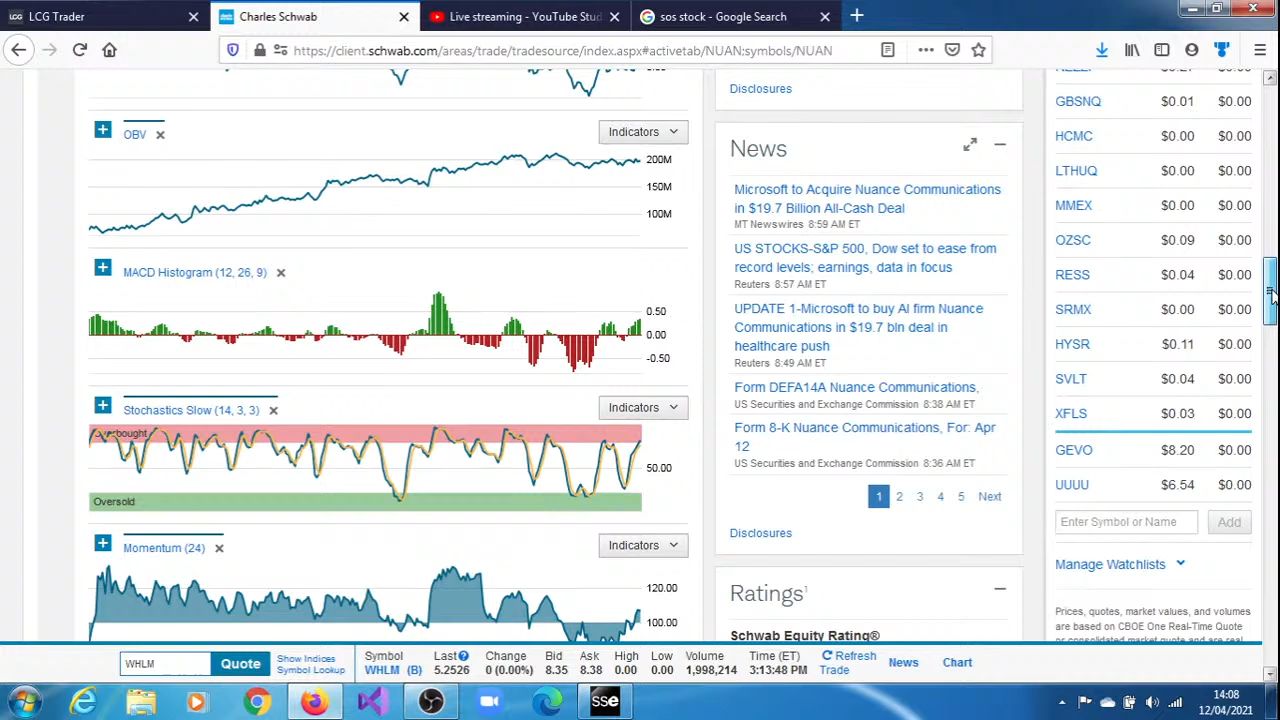 LCG Trader
Charles Schwab
Live streaming - YouTube Stud
sos stock - Google Search
https://client.schwab.com/areas/trade/tradesource/index.aspx#activetab/NUAN;symbols/NUAN
OBV
Indicators
200M
150M
100M
MACD Histogram (12, 26, 9)
0.50
0.00
-0.50
Stochastics Slow (14, 3, 3)
Indicators
50.00
Oversold
Momentum (24)
Indicators
120.00
100.00
Disclosures
News
Microsoft to Acquire Nuance Communications
in $19.7 Billion All-Cash Deal
MT Newswires 8:59 AM ET
US STOCKS-S&P 500, Dow set to ease from
record levels; earnings, data in focus
Reuters 8:57 AM ET
UPDATE 1-Microsoft to buy AI firm Nuance
Communications in $19.7 bln deal in
healthcare push
Reuters 8:49 AM ET
Form DEFA14A Nuance Communications,
US Securities and Exchange Commission 8:38 AM ET
Form 8-K Nuance Communications, For: Apr
12
US Securities and Exchange Commission 8:36 AM ET
1 2 3 4 5 Next
Disclosures
Ratings1
Schwab Equity Rating®
GBSNQ $0.01 $0.00
HCMC $0.00 $0.00
LTHUQ $0.00 $0.00
MMEX $0.00 $0.00
OZSC $0.09 $0.00
RESS $0.04 $0.00
SRMX $0.00 $0.00
HYSR $0.11 $0.00
SVLT $0.04 $0.00
XFLS $0.03 $0.00
GEVO $8.20 $0.00
UUUU $6.54 $0.00
Enter Symbol or Name Add
Manage Watchlists
Prices, quotes, market values, and volumes
are based on CBOE One Real-Time Quote
or consolidated market quote and are real
WHLM Quote
Show Indices
Symbol Lookup
Symbol Last Change Bid Ask High Low Volume Time (ET) Refresh
WHLM (B) 5.2526 0 (0.00%) 8.35 8.38 0.00 0.00 1,998,214 3:13:48 PM Trade
News Chart
sse
14:08
12/04/2021